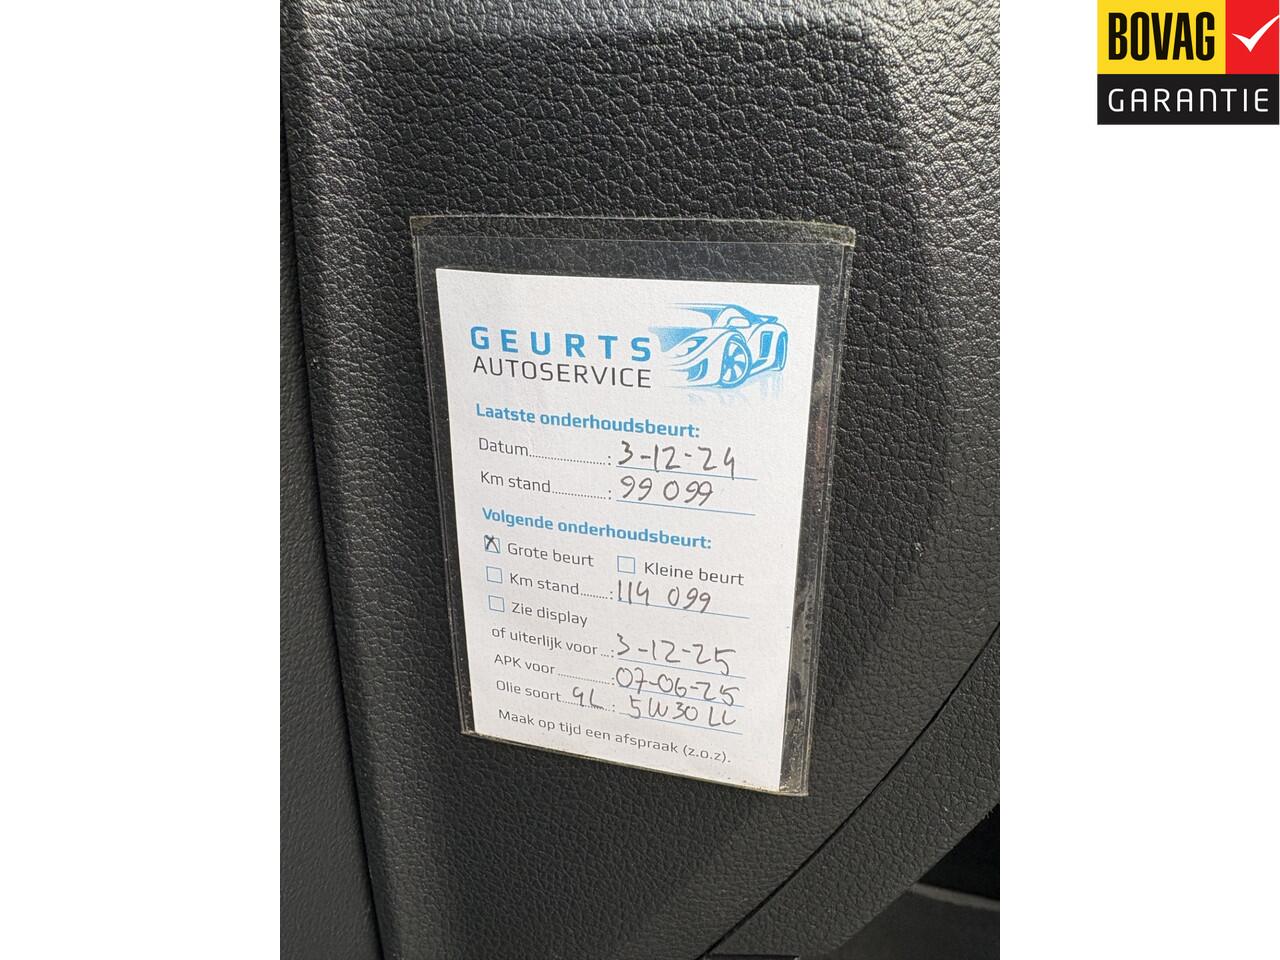 BOVAG
GARANTIE
GEURTS
AUTOSERVICE
Laatste onderhoudsbeurt:
Datum......................: 3-12-24
Km stand................: 99 099
Volgende onderhoudsbeurt:
Grote beurt Kleine beurt
Km stand........: 114 099
Zie display
of uiterlijk voor...: 3-12-25
APK voor ...............: 07-06-25
Olie soort.............: 5W30 LL
Maak op tijd een afspraak (z.o.z).